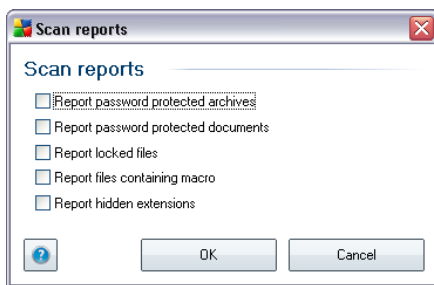 Scan reports
Scan reports
Report password protected archives
Report password protected documents
Report locked files
Report files containing macro
Report hidden extensions
?
OK
Cancel